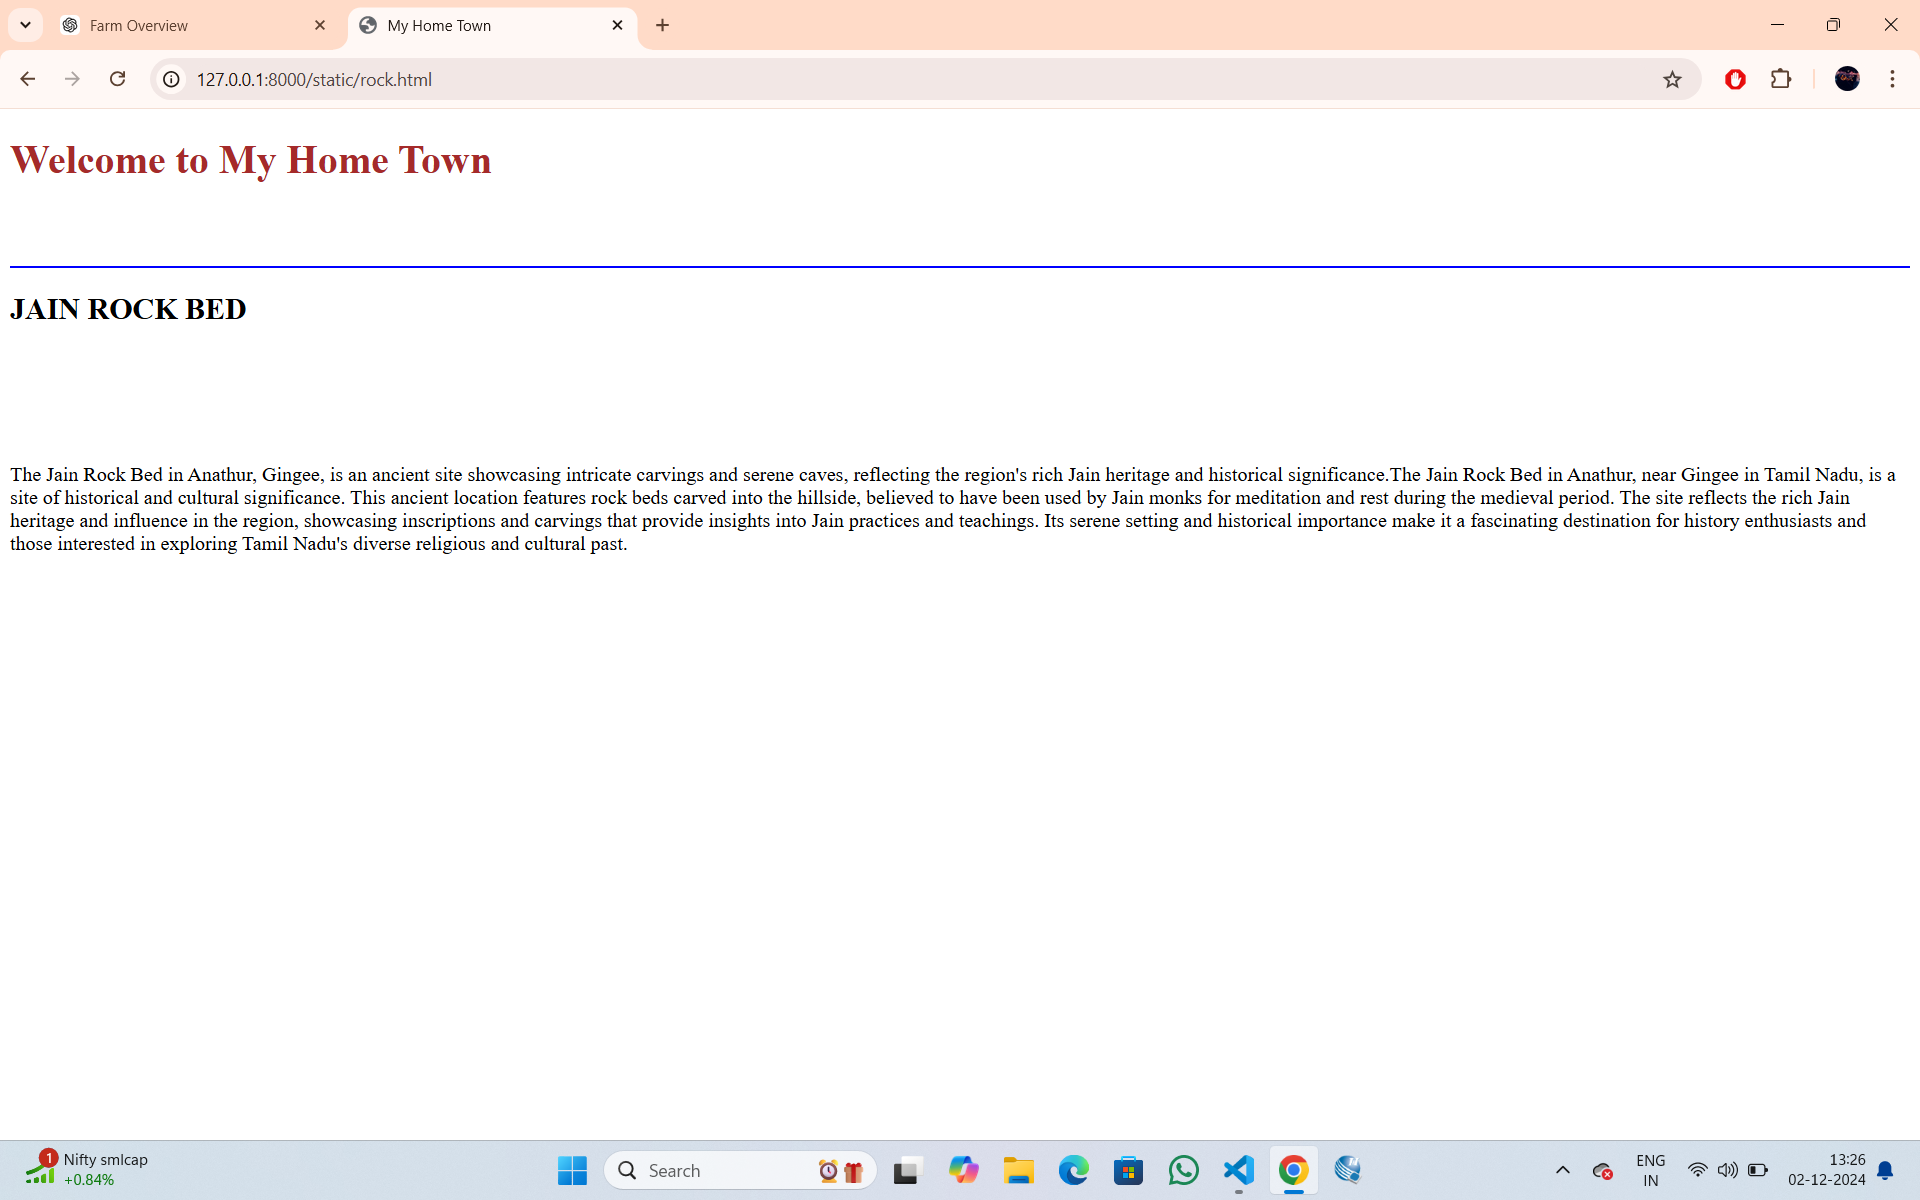 Farm Overview
My Home Town
127.0.0.1:8000/static/rock.html
Welcome to My Home Town
JAIN ROCK BED
The Jain Rock Bed in Anathur, Gingee, is an ancient site showcasing intricate carvings and serene caves, reflecting the region's rich Jain heritage and historical significance.The Jain Rock Bed in Anathur, near Gingee in Tamil Nadu, is a
site of historical and cultural significance. This ancient location features rock beds carved into the hillside, believed to have been used by Jain monks for meditation and rest during the medieval period. The site reflects the rich Jain
heritage and influence in the region, showcasing inscriptions and carvings that provide insights into Jain practices and teachings. Its serene setting and historical importance make it a fascinating destination for history enthusiasts and
those interested in exploring Tamil Nadu's diverse religious and cultural past.
1
Nifty smlcap
+0.84%
Search
ENG
IN
13:26
02-12-2024